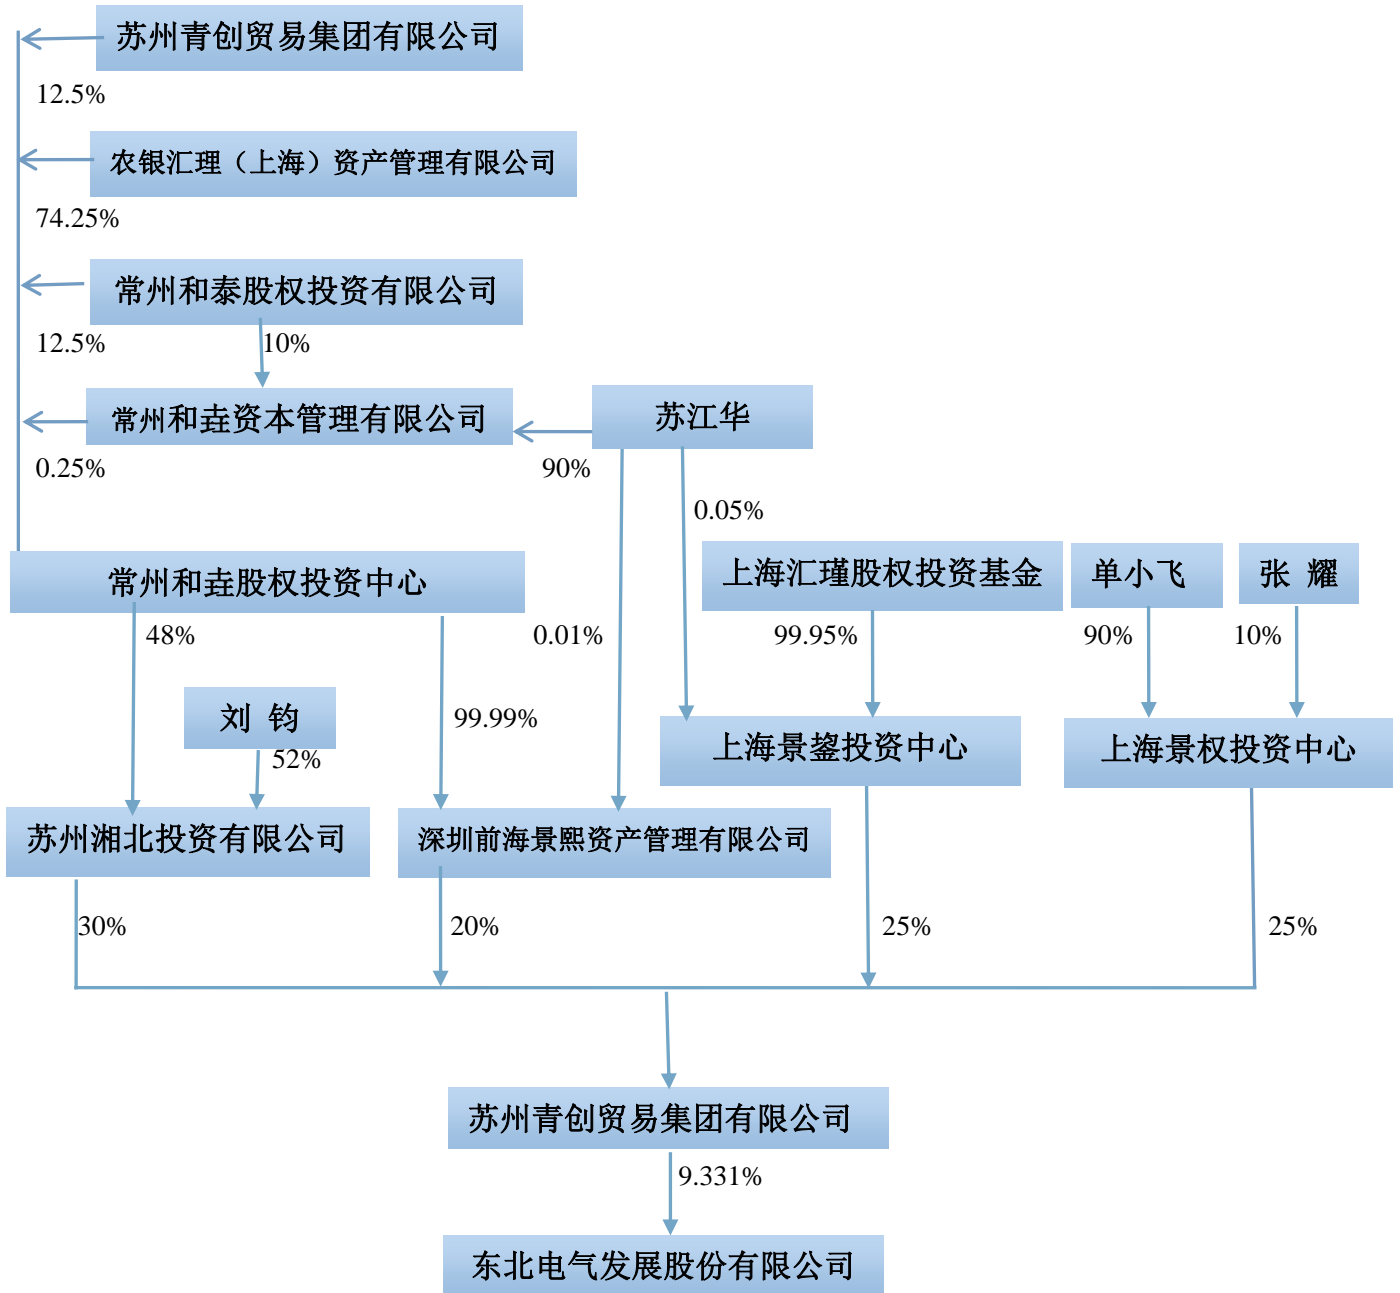 苏州青创贸易集团有限公司
12.5%
农银汇理（上海）资产管理有限公司
74.25%
常州和泰股权投资有限公司
12.5%
10%
常州和垚资本管理有限公司
苏江华
0.25%
90%
0.05%
常州和垚股权投资中心
上海汇瑾股权投资基金
单小飞
张 耀
48%
0.01%
99.95%
90%
10%
刘 钧
99.99%
52%
上海景鋆投资中心
上海景权投资中心
苏州湘北投资有限公司
深圳前海景熙资产管理有限公司
30%
20%
25%
25%
苏州青创贸易集团有限公司
9.331%
东北电气发展股份有限公司